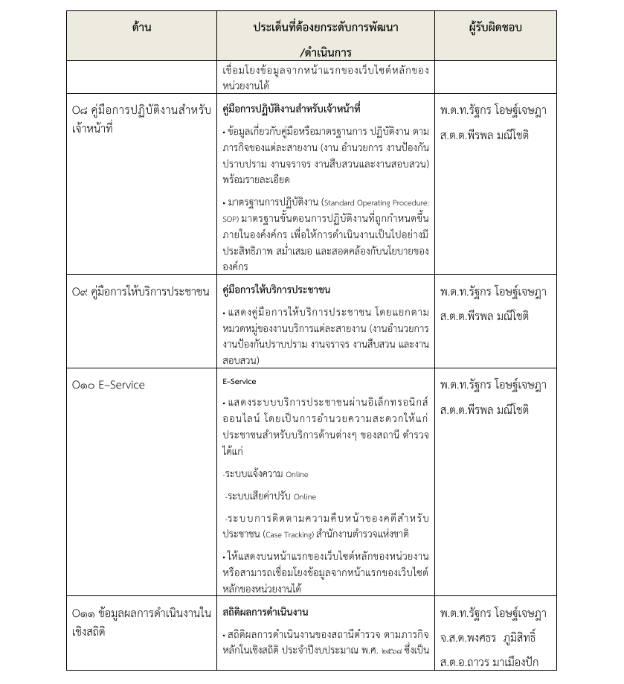 ด้าน
ประเด็นที่ต้องยกระดับการพัฒนา
/ดำเนินการ
ผู้รับผิดชอบ
เชื่อมโยงข้อมูลจากหน้าแรกของเว็บไซต์หลักของ
หน่วยงานได้
O๘ คู่มือการปฏิบัติงานสำหรับ
เจ้าหน้าที่
คู่มือการปฏิบัติงานสำหรับเจ้าหน้าที่
• ข้อมูลเกี่ยวกับคู่มือหรือมาตรฐานการ ปฏิบัติงาน ตาม
ภารกิจของแต่ละสายงาน (งาน อำนวยการ งานป้องกัน
ปราบปราม งานจราจร งานสืบสวนและงานสอบสวน)
พร้อมรายละเอียด
• มาตรฐานการปฏิบัติงาน (Standard Operating Procedure:
SOP) มาตรฐานขั้นตอนการปฏิบัติงานที่ถูกกำหนดขึ้น
ภายในองค์งค์กร เพื่อให้การดำเนินงานเป็นไปอย่างมี
ประสิทธิภาพ สม่ำเสมอ และสอดคล้องกับนโยบายของ
องค์กร
พ.ต.ท.รัฐกร โอษฐ์เจษฎา
ส.ต.ต.พีรพล มณีโชติ
O๙ คู่มือการให้บริการประชาชน
คู่มือการให้บริการประชาชน
• แสดงคู่มือการให้บริการประชาชน โดยแยกตาม
หมวดหมู่ของงานบริการแต่ละสายงาน (งานอำนวยการ
งานป้องกันปราบปราม งานจราจร งานสืบสวน และงาน
สอบสวน)
พ.ต.ท.รัฐกร โอษฐ์เจษฎา
ส.ต.ต.พีรพล มณีโชติ
O๑๐ E–Service
E-Service
• แสดงระบบบริการประชาชนผ่านอิเล็กทรอนิกส์
ออนไลน์ โดยเป็นการอำนวยความสะดวกให้แก่
ประชาชนสำหรับบริการด้านต่างๆ ของสถานี ตำรวจ
ได้แก่
-ระบบแจ้งความ Online
-ระบบเสียค่าปรับ Online
-ระบบการติดตามความคืบหน้าของคดีสำหรับ
ประชาชน (Case Tracking) สำนักงานตำรวจแห่งชาติ
• ให้แสดงบนหน้าแรกของเว็บไซต์หลักของหน่วยงาน
หรือสามารถเชื่อมโยงข้อมูลจากหน้าแรกของเว็บไซต์
หลักของหน่วยงานได้
พ.ต.ท.รัฐกร โอษฐ์เจษฎา
ส.ต.ต.พีรพล มณีโชติ
O๑๑ ข้อมูลผลการดำเนินงานใน
เชิงสถิติ
สถิติผลการดำเนินงาน
• สถิติผลการดำเนินงานของสถานีตำรวจ ตามภารกิจ
หลักในเชิงสถิติ ประจำปีงบประมาณ พ.ศ. ๒๕๖๘ ซึ่งเป็น
พ.ต.ท.รัฐกร โอษฐ์เจษฎา
จ.ส.ต.พงศธร ภูมิสิทธิ์
ส.ต.อ.ถาวร มาเมืองปัก